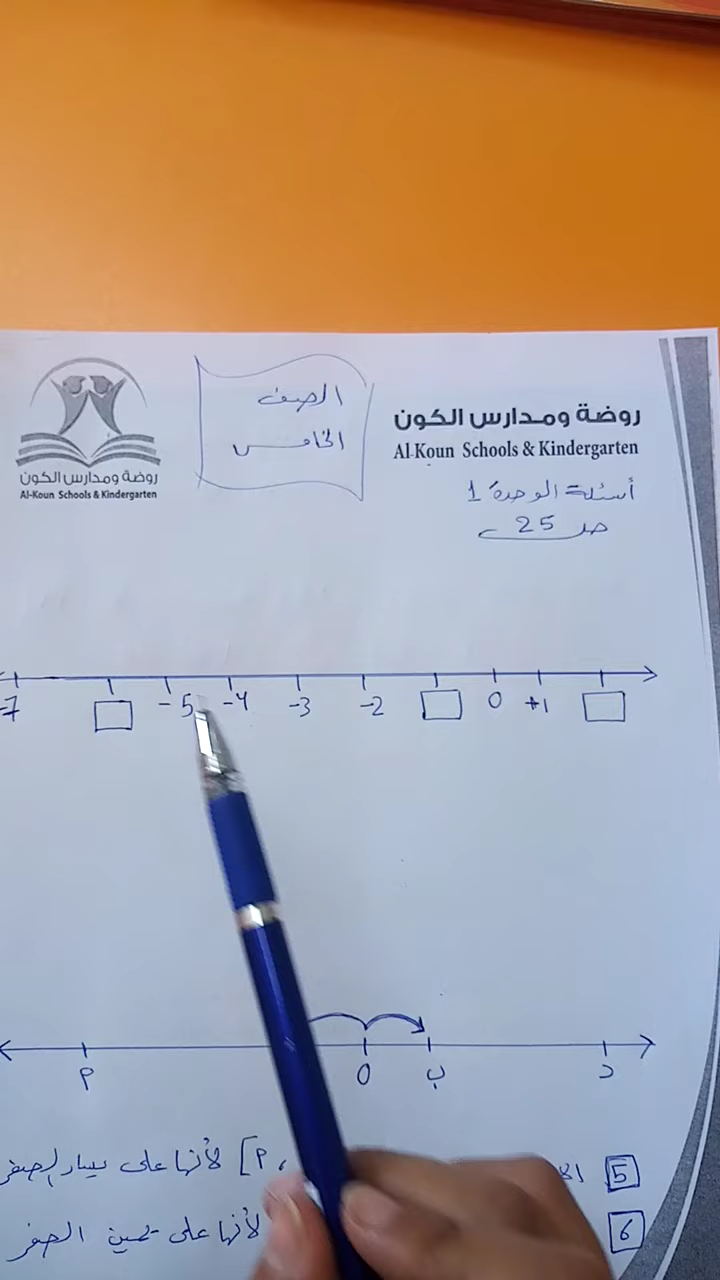 روضة ومدارس الكون
Al-Koun Schools & Kindergarten
روضة ومدارس الكون
Al-Koun Schools & Kindergarten
الصف
الخامس
أسئلة الوحدة 1
صـ 25
-7 -5 -4 -3 -2 0 +1
م 0 ب د
5 ، م] لأنها على يسار الصفر
6 لأنها على يمين الصفر